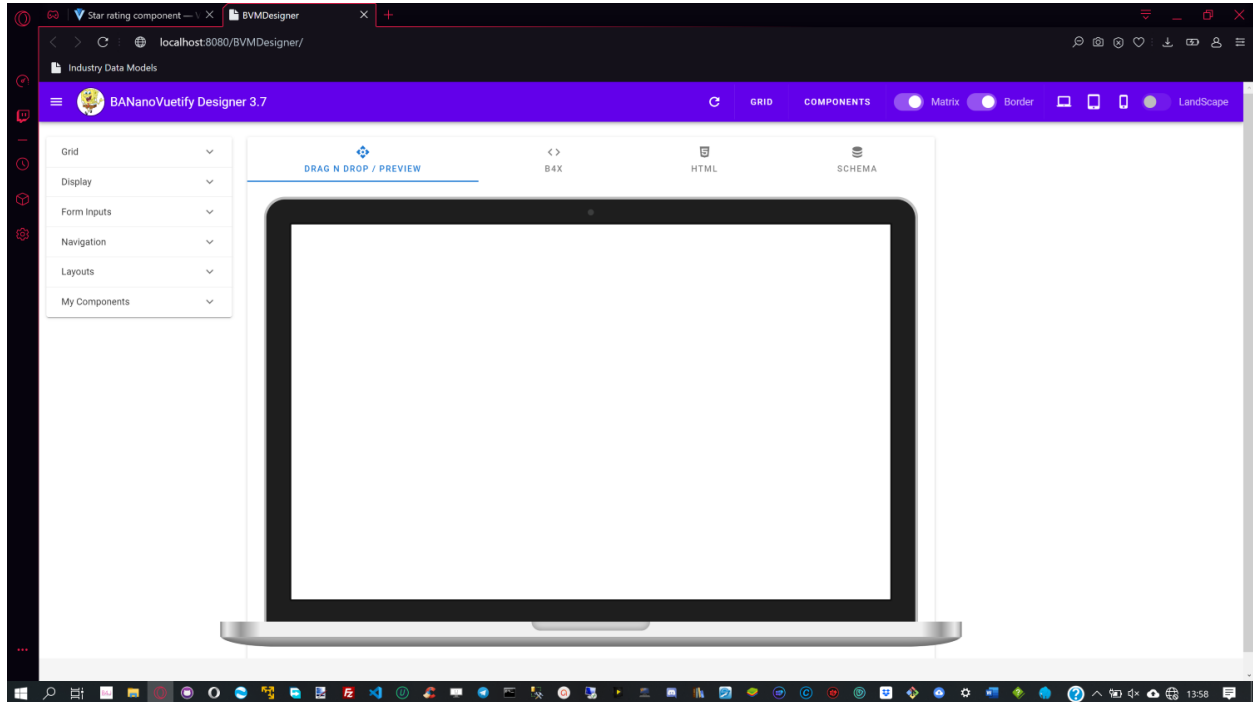 Star rating component — V
BVMDesigner
localhost:8080/BVMDesigner/
Industry Data Models
BANanoVuetify Designer 3.7
GRID
COMPONENTS
Matrix
Border
LandScape
Grid
Display
Form Inputs
Navigation
Layouts
My Components
DRAG N DROP / PREVIEW
B4X
HTML
SCHEMA
13:58